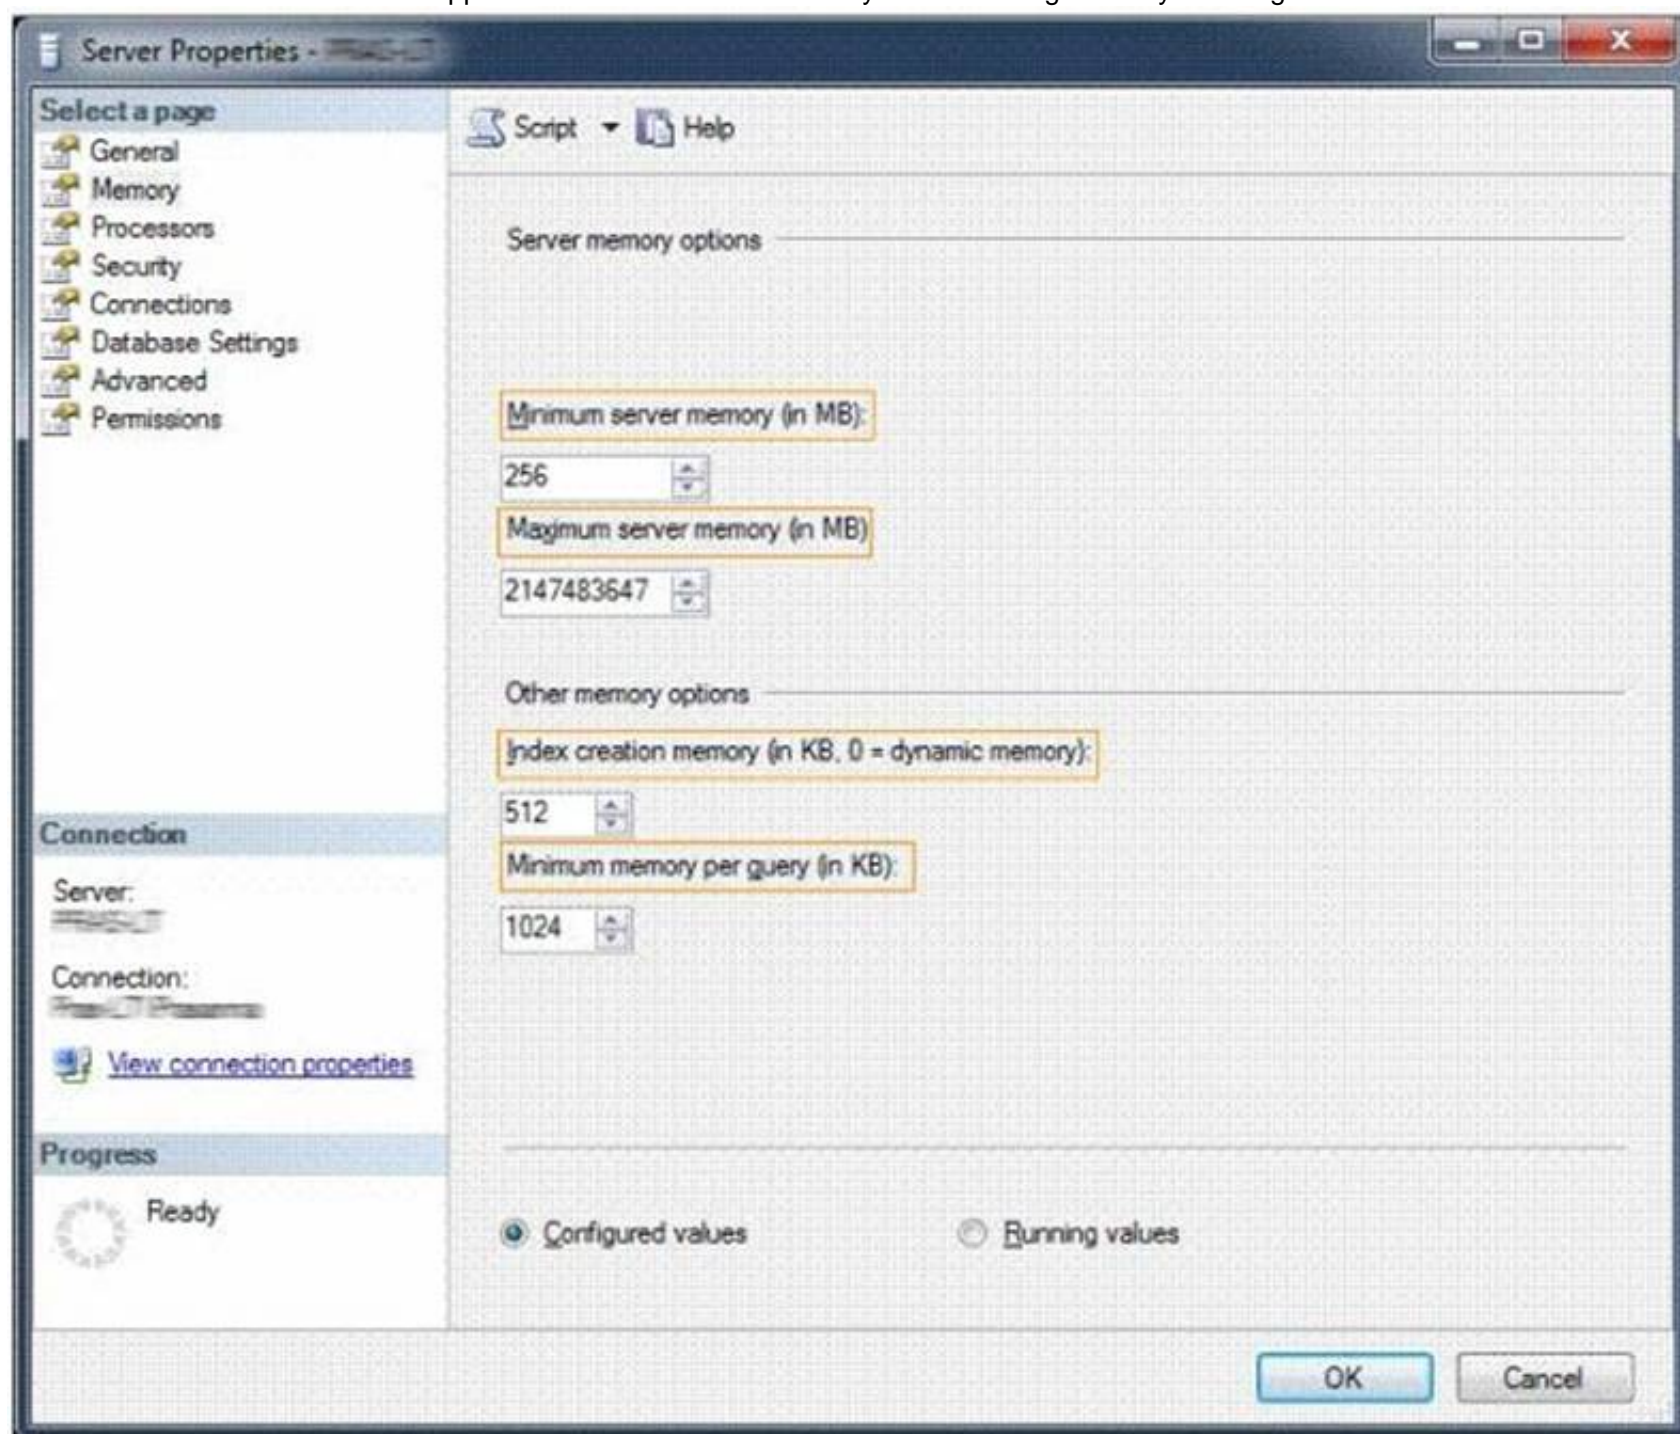 Server Properties -
Select a page
General
Memory
Processors
Security
Connections
Database Settings
Advanced
Permissions
Connection
Server:
Connection:
View connection properties
Progress
Ready
Script
Help
Server memory options
Minimum server memory (in MB):
256
Maximum server memory (in MB)
2147483647
Other memory options
Index creation memory (in KB, 0 = dynamic memory):
512
Minimum memory per query (in KB):
1024
Configured values
Running values
OK
Cancel